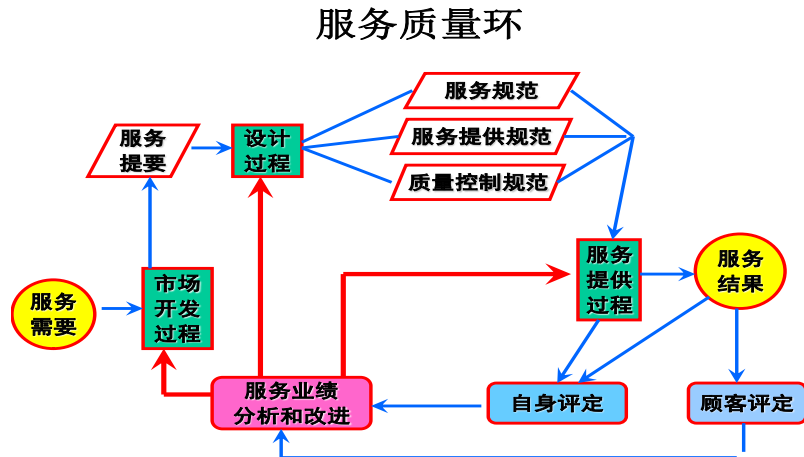 服务质量环
服务规范
服务
提要
设计
过程
服务提供规范
质量控制规范
服务
需要
市场
开发
过程
服务
提供
过程
服务
结果
服务业绩
分析和改进
自身评定
顾客评定